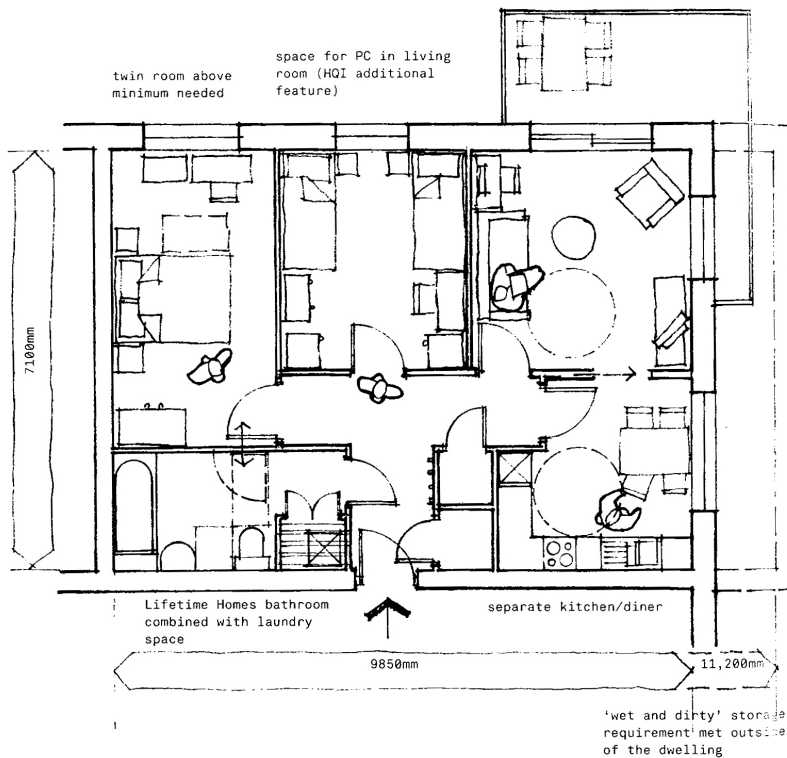 twin room above
minimum needed
space for PC in living
room (HQI additional
feature)
7100mm
Lifetime Homes bathroom
combined with laundry
space
separate kitchen/diner
9850mm
11,200mm
‘wet and dirty’ storage
requirement met outside
of the dwelling